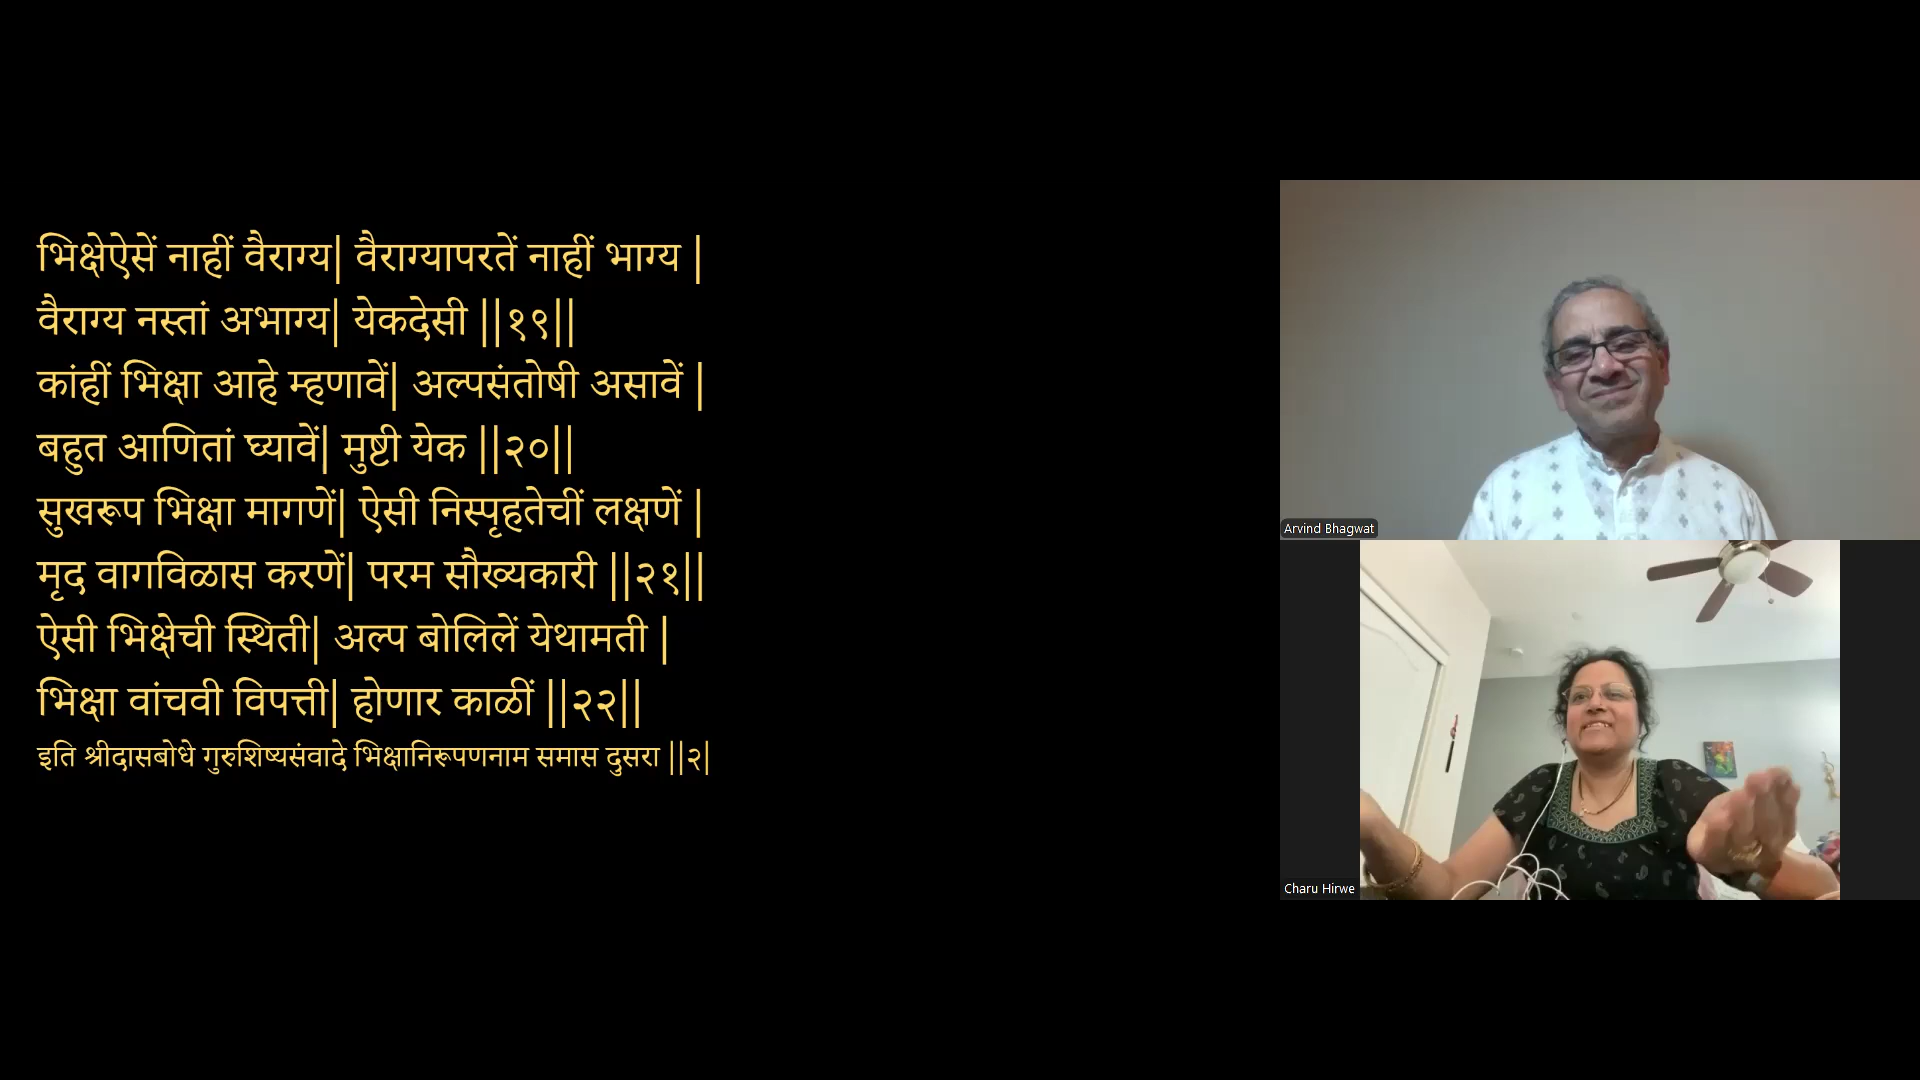 भिक्षेऐसें नाहीं वैराग्य| वैराग्यापरतें नाहीं भाग्य |
वैराग्य नस्तां अभाग्य| येकदेसी ||१९||
कांहीं भिक्षा आहे म्हणावें| अल्पसंतोषी असावें |
बहुत आणितां घ्यावें| मुष्टी येक ||२०||
सुखरूप भिक्षा मागणें| ऐसी निस्पृहतेचीं लक्षणें |
मृद वागविळास करणें| परम सौख्यकारी ||२१||
ऐसी भिक्षेची स्थिती| अल्प बोलिलें येथामती |
भिक्षा वांचवी विपत्ती| होणार काळीं ||२२||
इति श्रीदासबोधे गुरुशिष्यसंवादे भिक्षानिरूपणनाम समास दुसरा ||२|
Arvind Bhagwat
Charu Hirwe